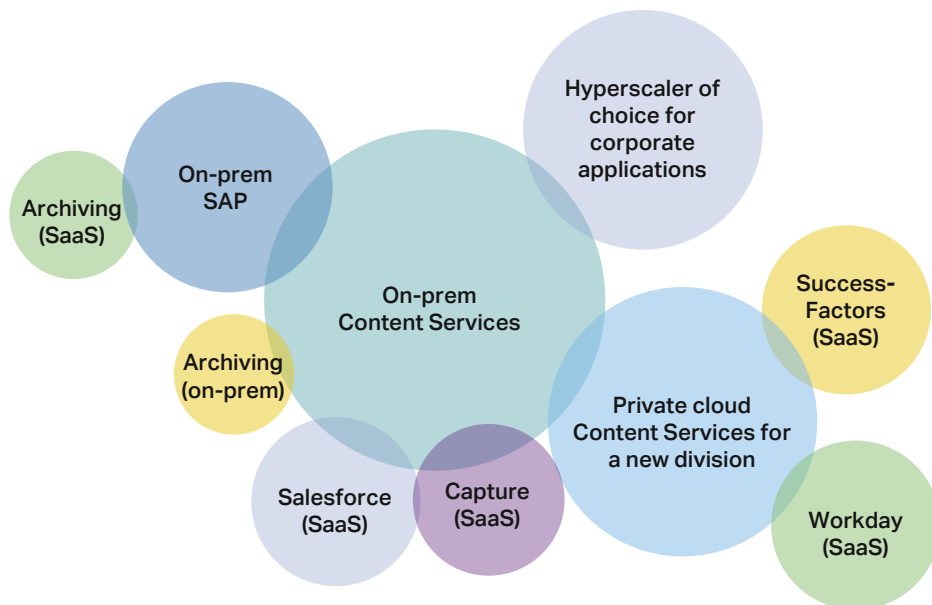 Hyperscaler of
choice for
corporate
applications
On-prem
SAP
Archiving
(SaaS)
On-prem
Content Services
Success-
Factors
(SaaS)
Archiving
(on-prem)
Private cloud
Content Services for
a new division
Salesforce
(SaaS)
Capture
(SaaS)
Workday
(SaaS)